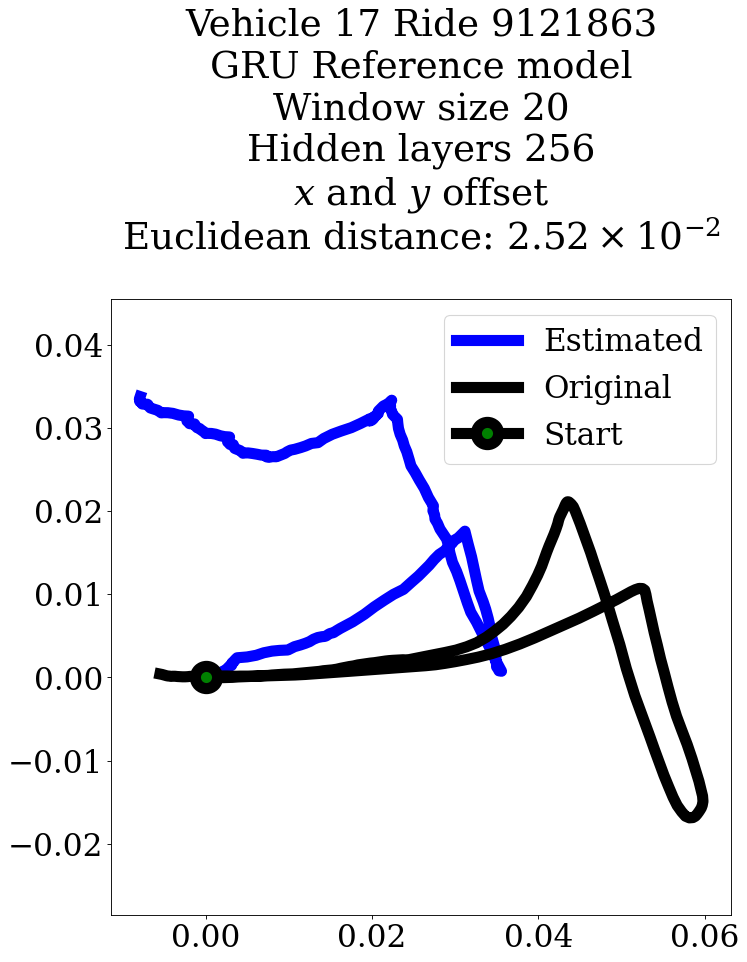 Vehicle 17 Ride 9121863
GRU Reference model
Window size 20
Hidden layers 256
x and y offset
Euclidean distance: 2.52 × 10⁻²
Estimated
Original
Start
0.04
0.03
0.02
0.01
0.00
−0.01
−0.02
0.00 0.02 0.04 0.06